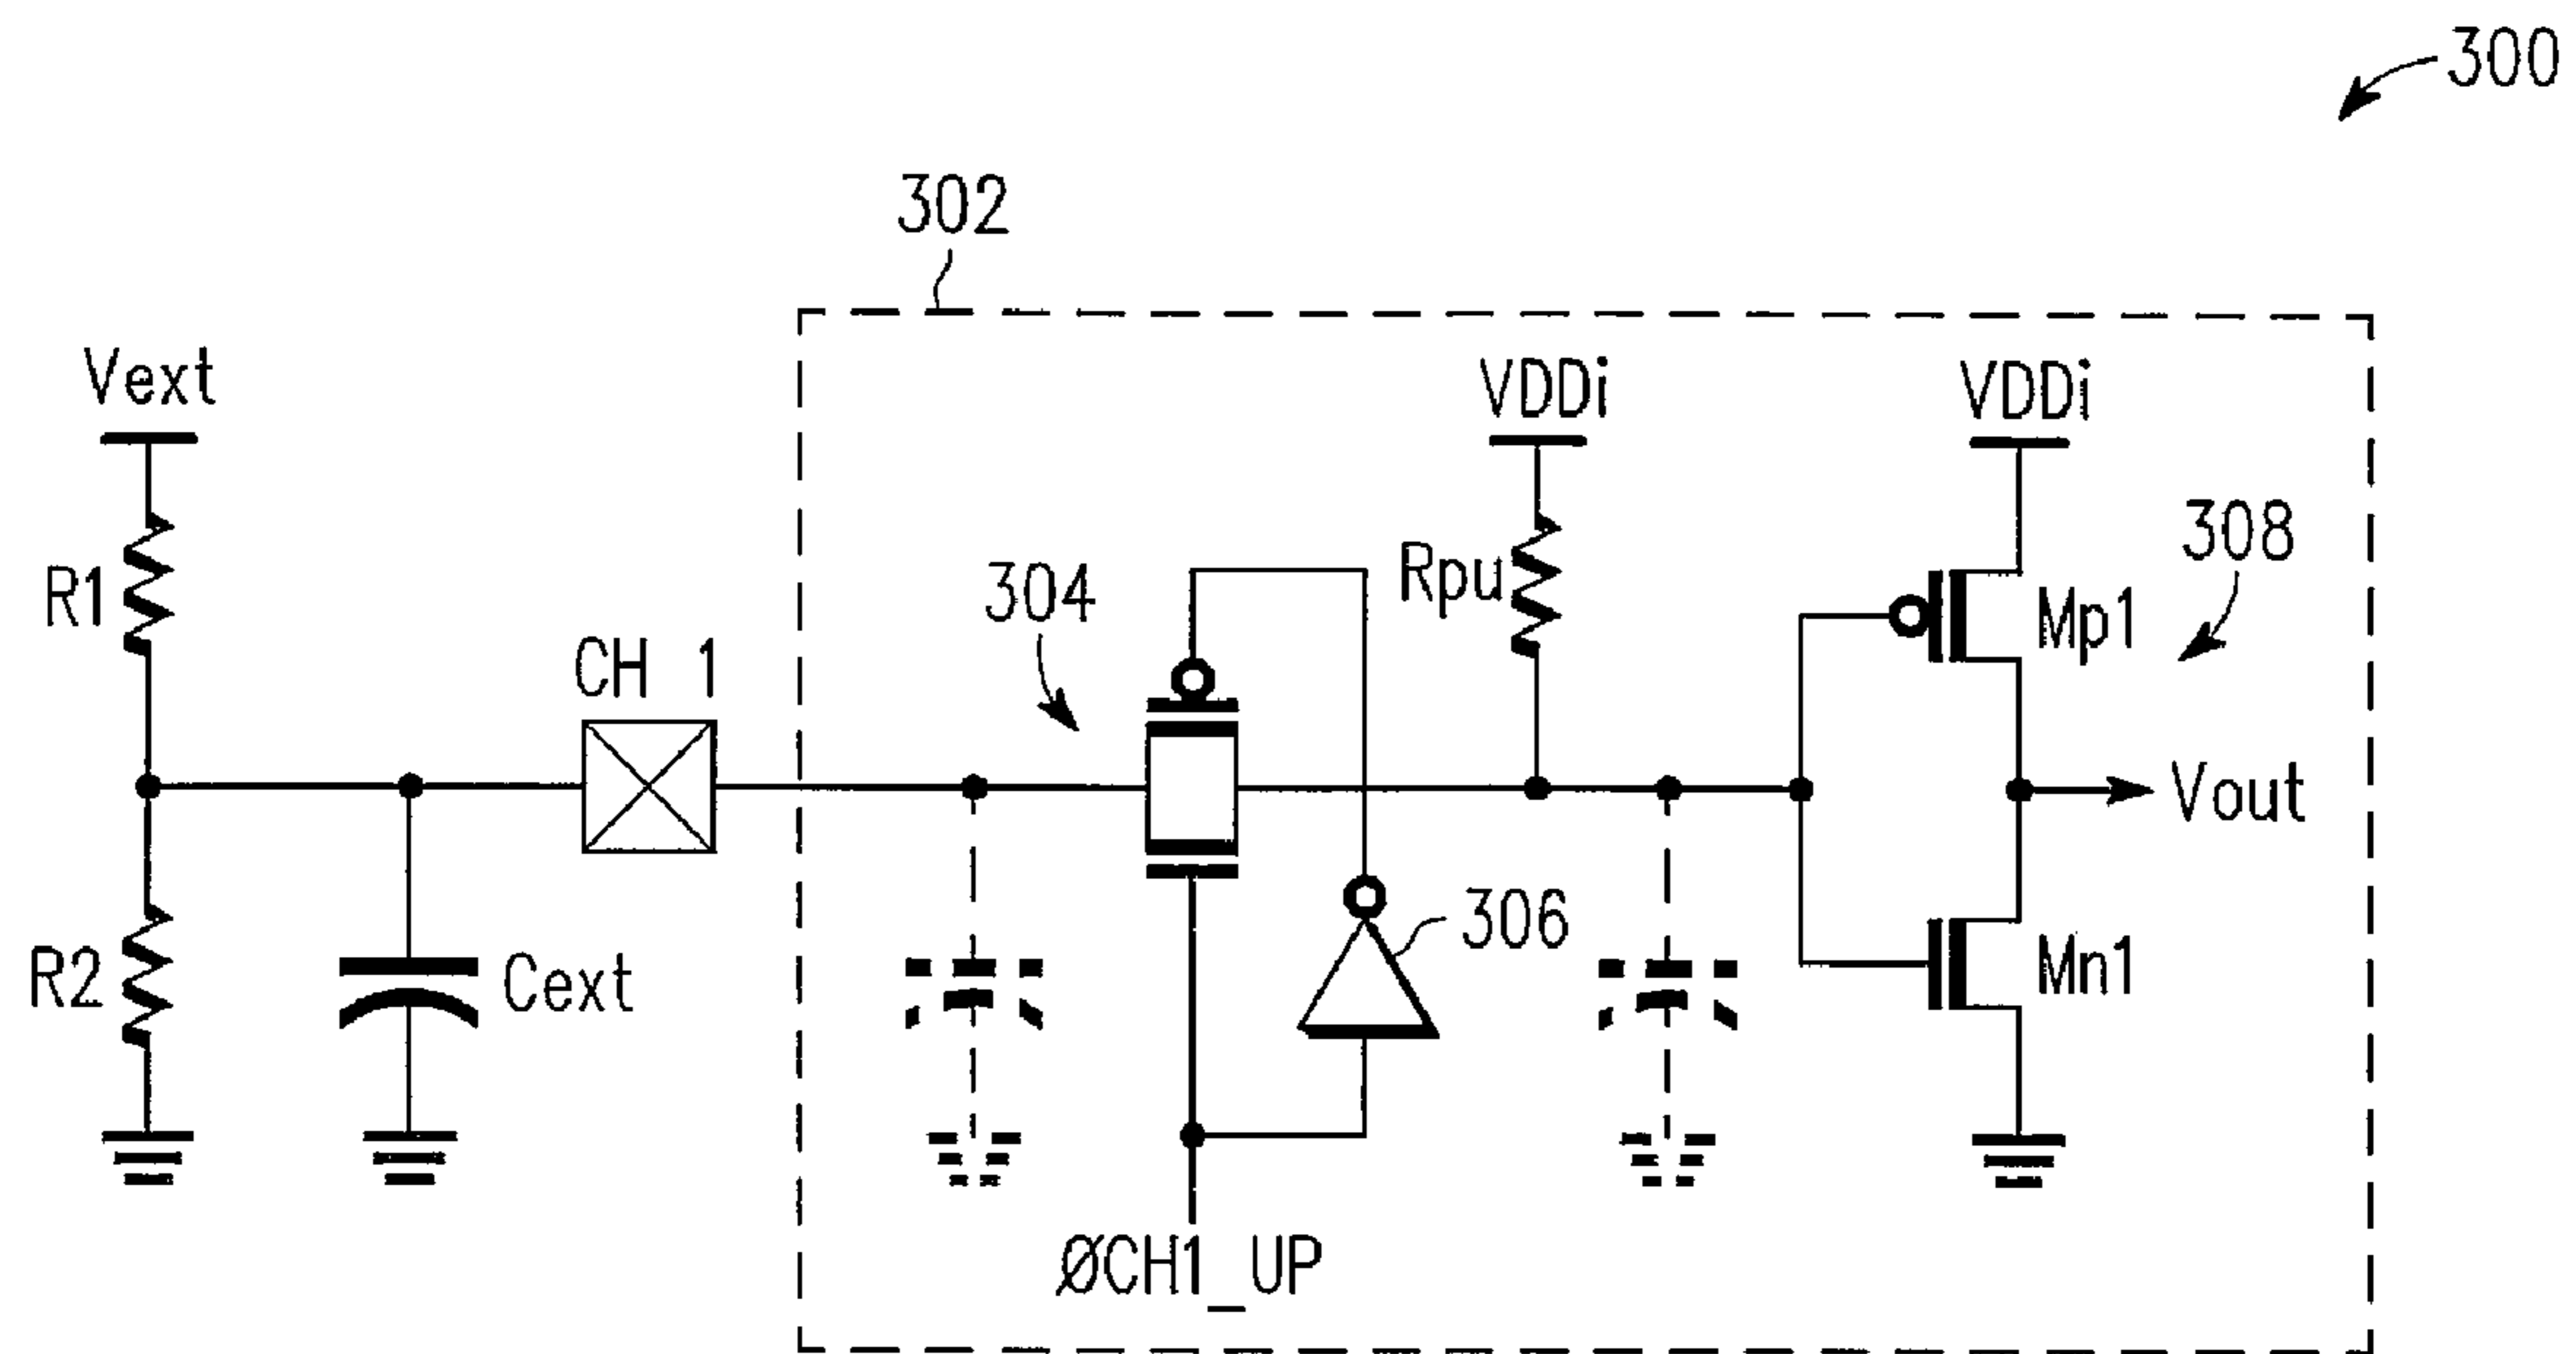 300
302
Vext
VDDi
VDDi
R1
304
Rpu
308
Mp1
CH 1
Vout
R2
Cext
306
Mn1
ØCH1_UP